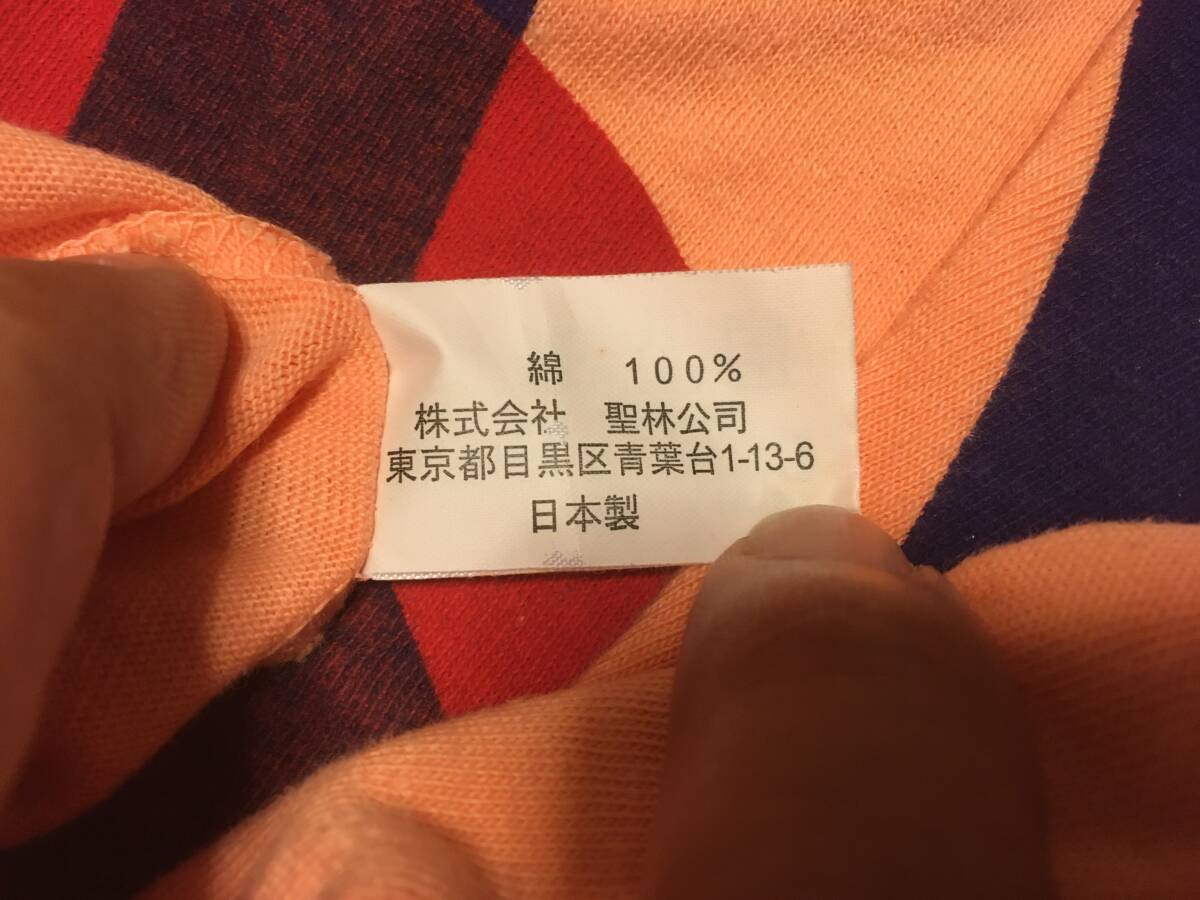 綿　100%
株式会社　聖林公司
東京都目黒区青葉台1-13-6
日本製